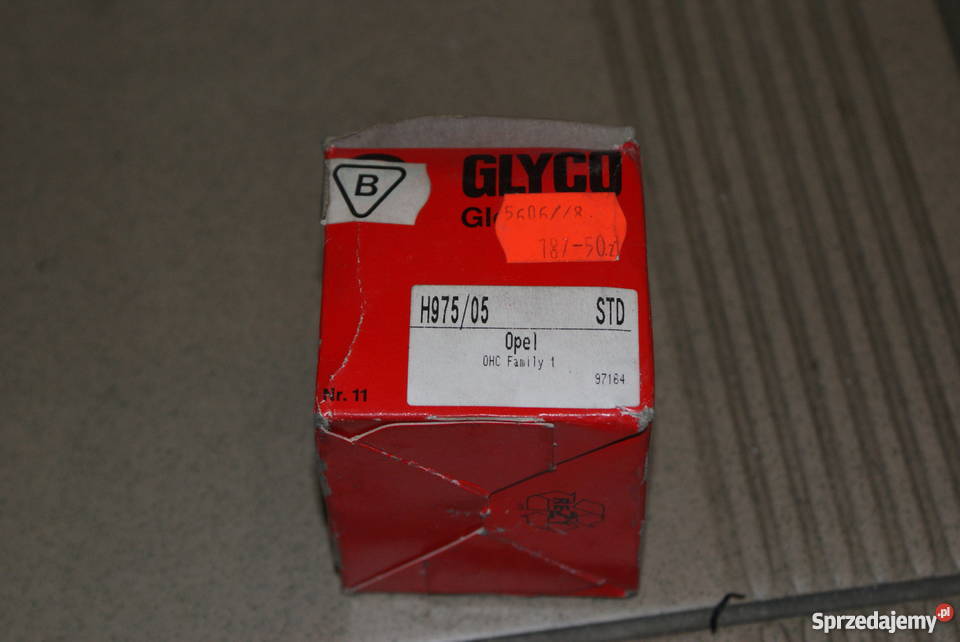 B
GLYCO
5606//8.
187-50zł
H975/05 STD
Opel
OHC Family 1
97164
Nr. 11
Sprzedajemy.pl